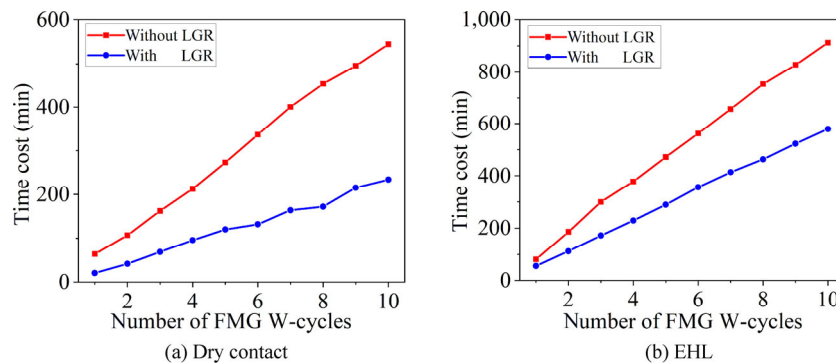 600
400
200
0
Time cost (min)
Without LGR
With LGR
2 4 6 8 10
Number of FMG W-cycles
(a) Dry contact
1,000
800
600
400
200
0
Time cost (min)
Without LGR
With LGR
2 4 6 8 10
Number of FMG W-cycles
(b) EHL